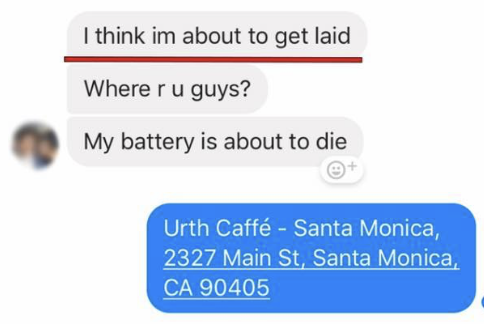 I think im about to get laid
Where r u guys?
My battery is about to die
Urth Caffé - Santa Monica,
2327 Main St, Santa Monica,
CA 90405